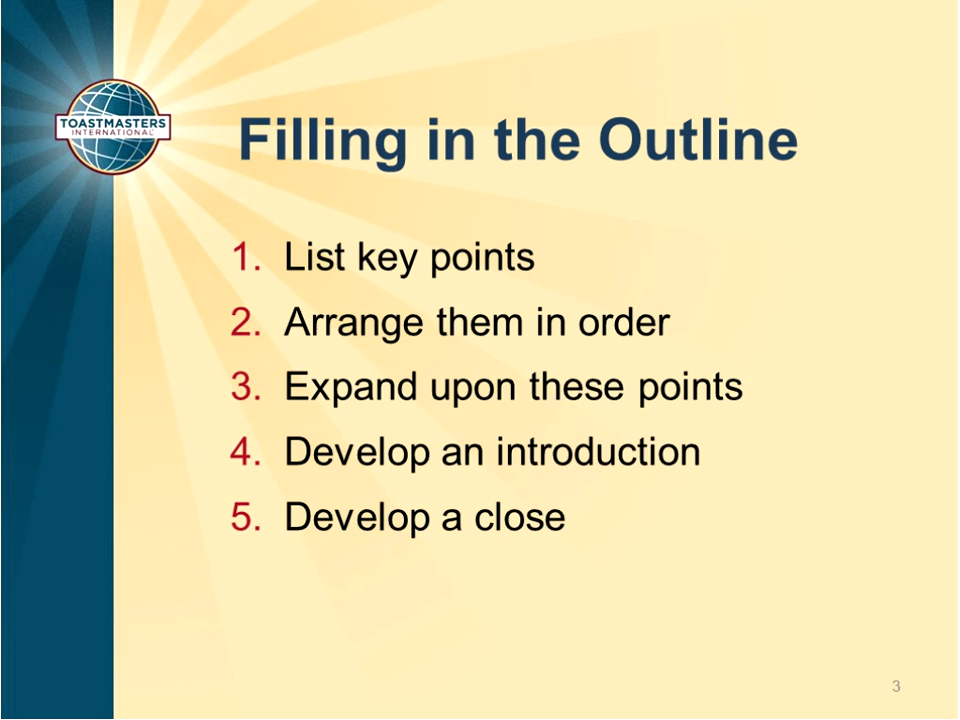 TOASTMASTERS
INTERNATIONAL
Filling in the Outline
1. List key points
2. Arrange them in order
3. Expand upon these points
4. Develop an introduction
5. Develop a close
3